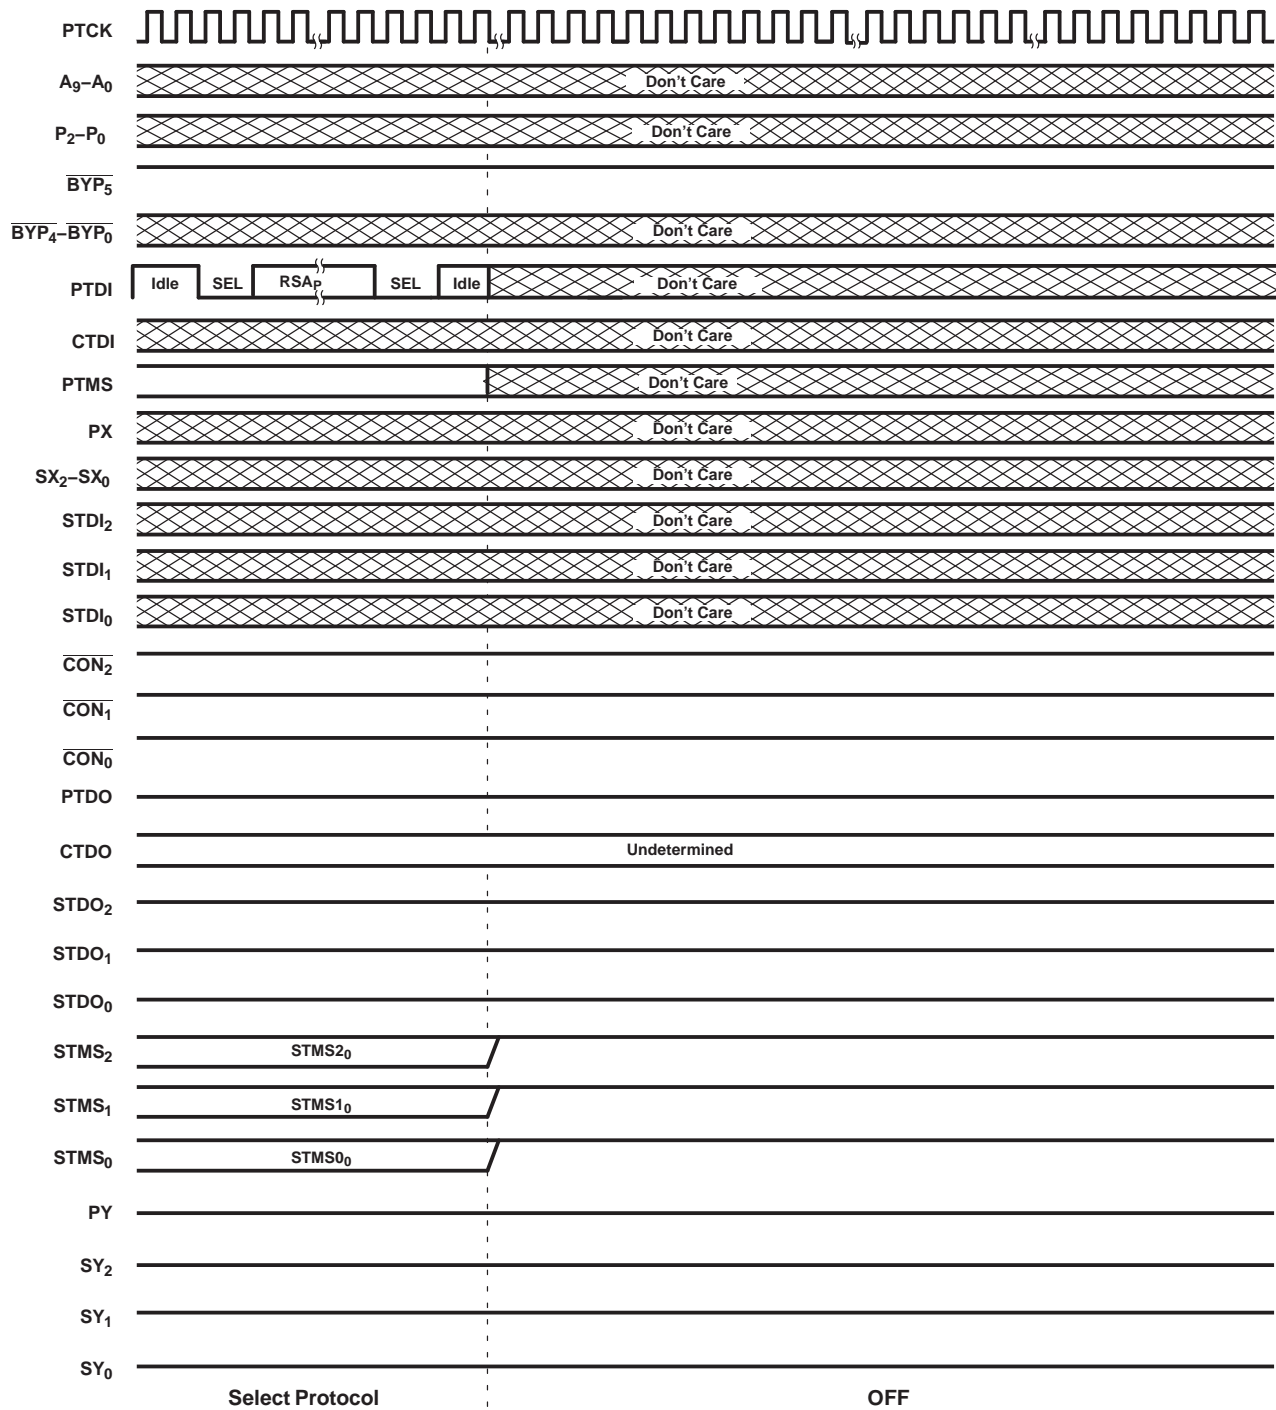 PTCK
A9–A0 Don't Care
P2–P0 Don't Care
BYP5
BYP4–BYP0 Don't Care
PTDI Idle SEL RSAP SEL Idle Don't Care
CTDI Don't Care
PTMS Don't Care
PX Don't Care
SX2–SX0 Don't Care
STDI2 Don't Care
STDI1 Don't Care
STDI0 Don't Care
CON2
CON1
CON0
PTDO
CTDO Undetermined
STDO2
STDO1
STDO0
STMS2 STMS20
STMS1 STMS10
STMS0 STMS00
PY
SY2
SY1
SY0
Select Protocol OFF